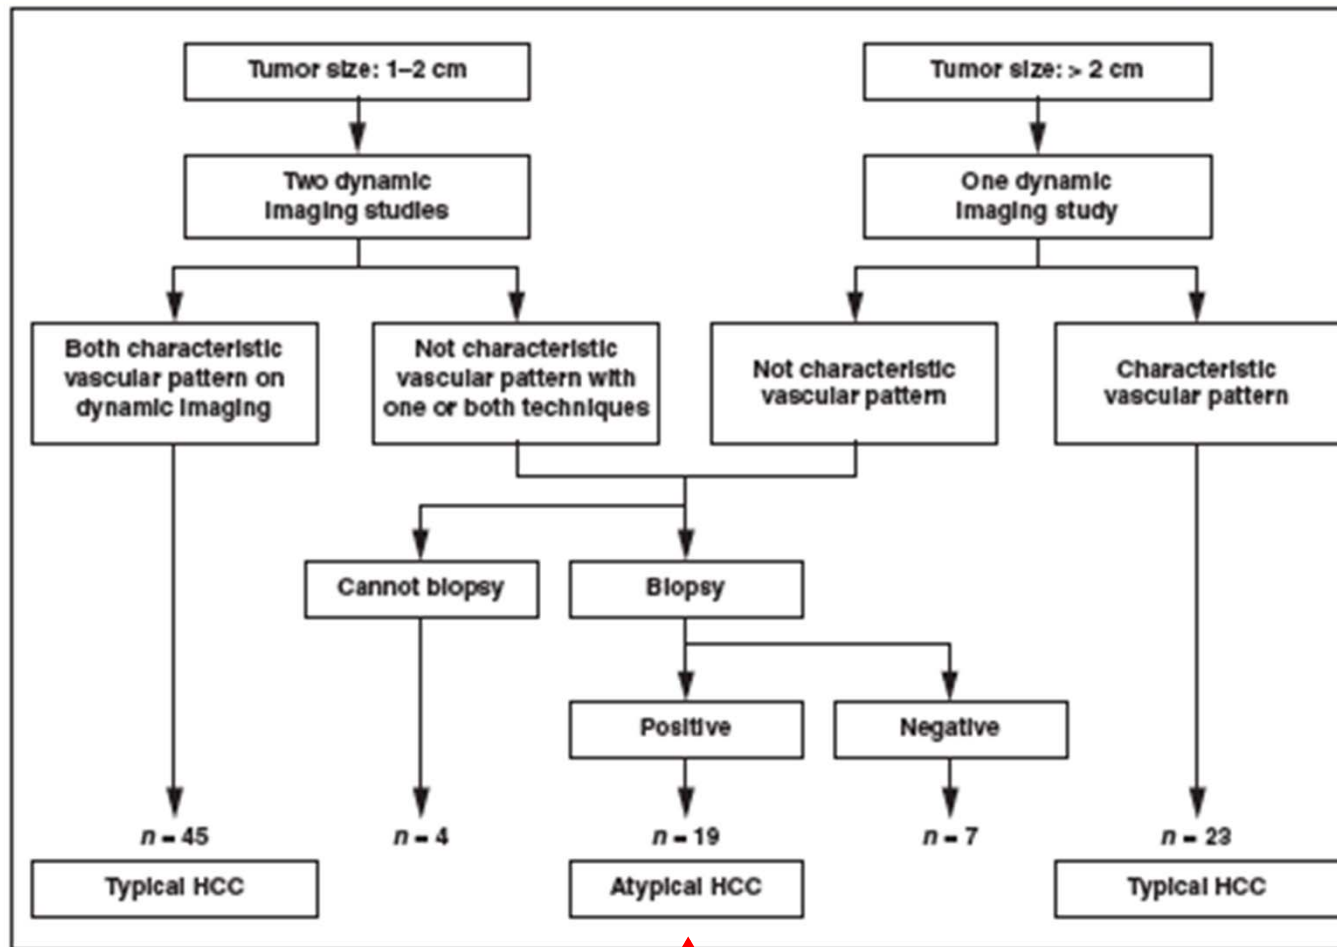 Tumor size: 1–2 cm
Tumor size: > 2 cm
Two dynamic
imaging studies
One dynamic
imaging study
Both characteristic
vascular pattern on
dynamic imaging
Not characteristic
vascular pattern with
one or both techniques
Not characteristic
vascular pattern
Characteristic
vascular pattern
Cannot biopsy
Biopsy
Positive
Negative
n = 45
n = 4
n = 19
n = 7
n = 23
Typical HCC
Atypical HCC
Typical HCC